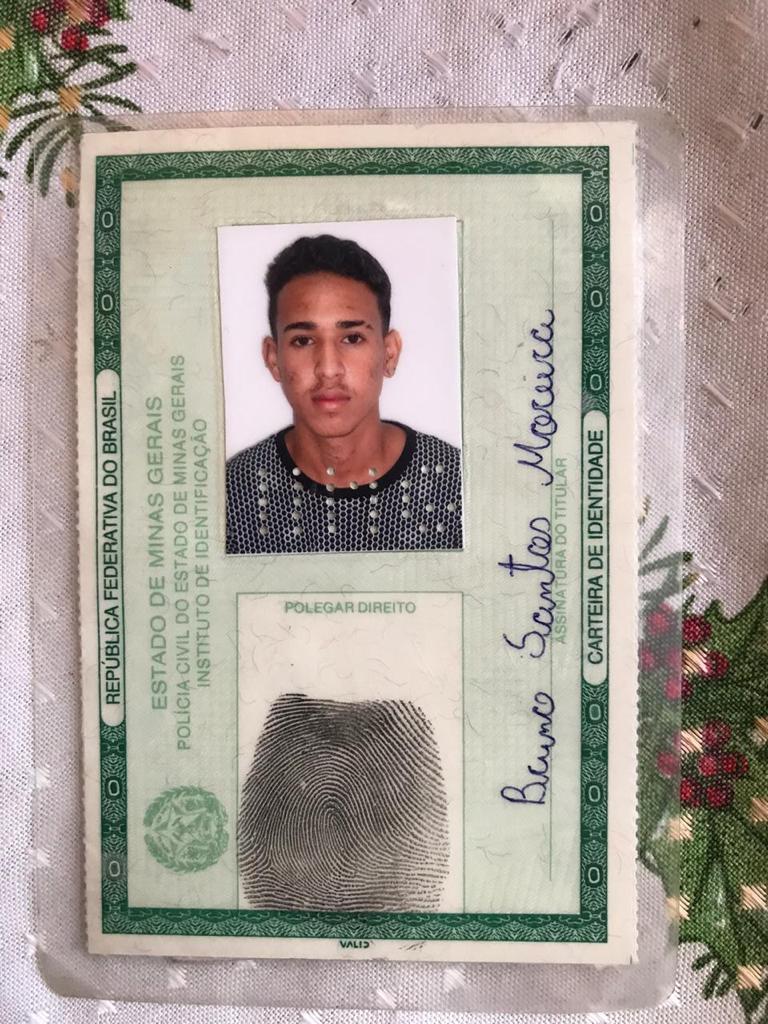 REPÚBLICA FEDERATIVA DO BRASIL
ESTADO DE MINAS GERAIS
POLÍCIA CIVIL DO ESTADO DE MINAS GERAIS
INSTITUTO DE IDENTIFICAÇÃO
POLEGAR DIREITO
Bruno Santos Moreira
ASSINATURA DO TITULAR
CARTEIRA DE IDENTIDADE